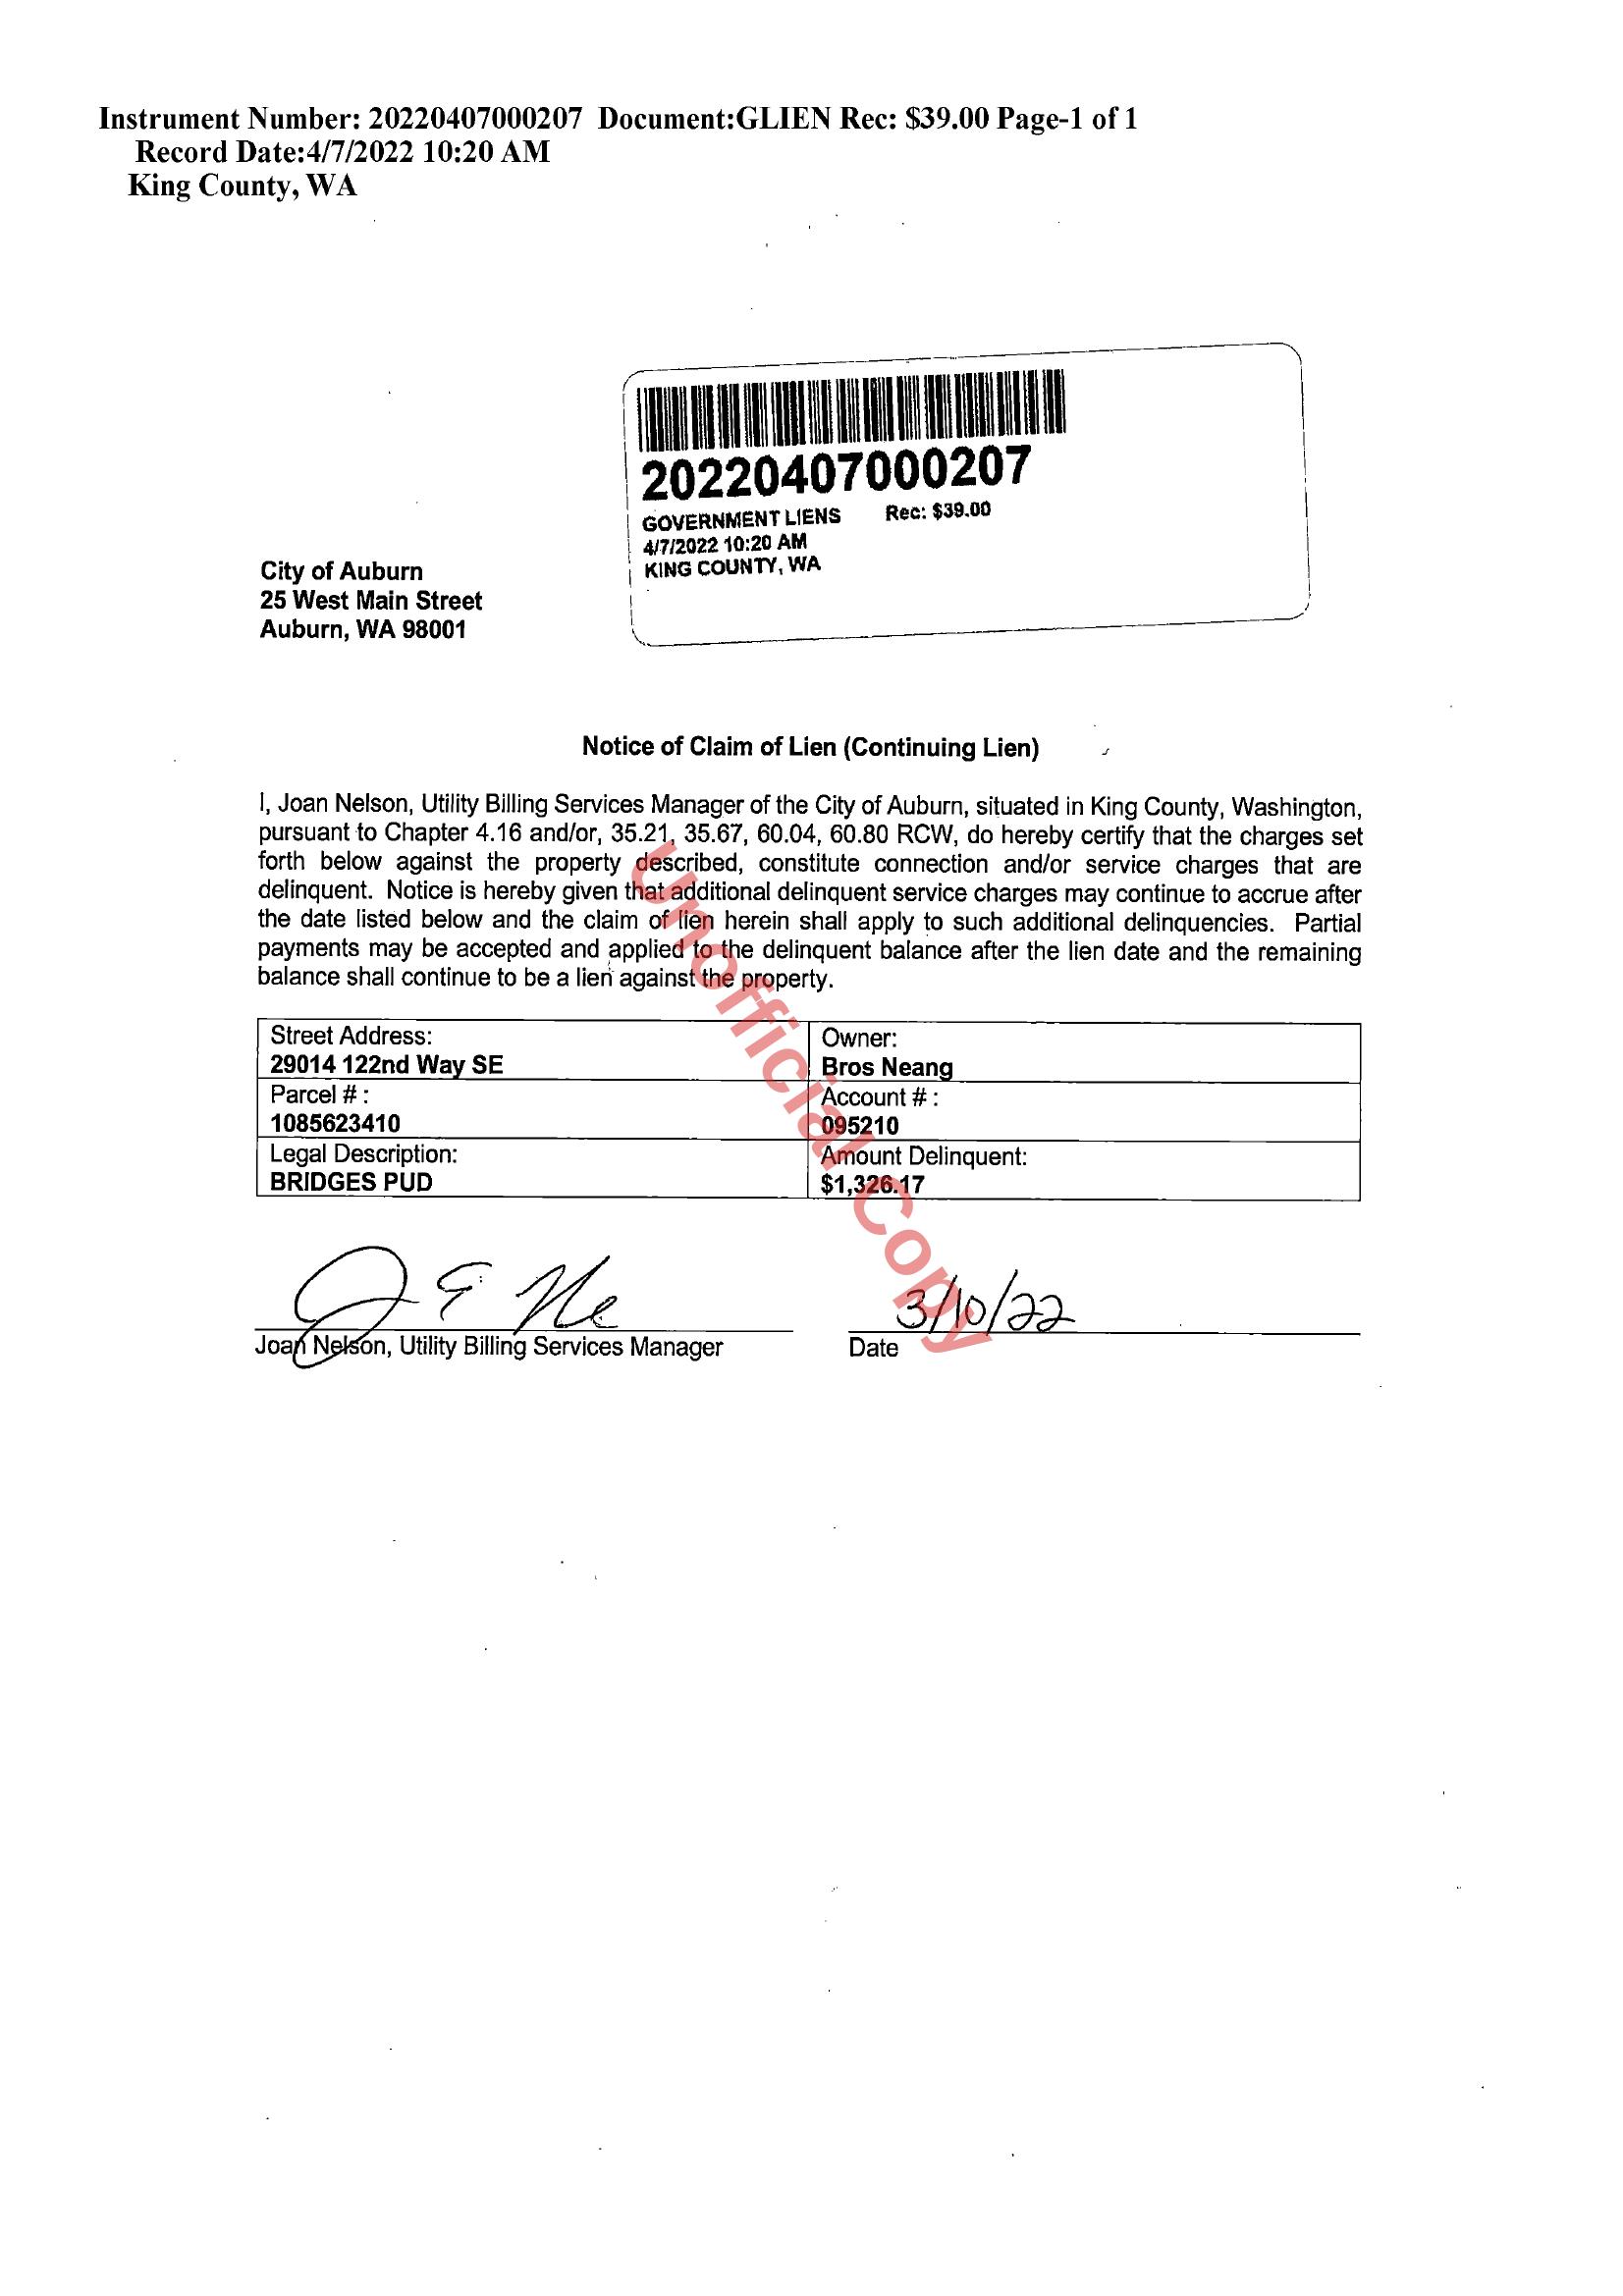 Instrument Number: 20220407000207 Document:GLIEN Rec: $39.00 Page-1 of 1
Record Date:4/7/2022 10:20 AM
King County, WA
20220407000207
GOVERNMENT LIENS Rec: $39.00
4/7/2022 10:20 AM
KING COUNTY, WA
City of Auburn
25 West Main Street
Auburn, WA 98001
Notice of Claim of Lien (Continuing Lien)
I, Joan Nelson, Utility Billing Services Manager of the City of Auburn, situated in King County, Washington,
pursuant to Chapter 4.16 and/or, 35.21, 35.67, 60.04, 60.80 RCW, do hereby certify that the charges set
forth below against the property described, constitute connection and/or service charges that are
delinquent. Notice is hereby given that additional delinquent service charges may continue to accrue after
the date listed below and the claim of lien herein shall apply to such additional delinquencies. Partial
payments may be accepted and applied to the delinquent balance after the lien date and the remaining
balance shall continue to be a lien against the property.
Street Address:
29014 122nd Way SE
Owner:
Bros Neang
Parcel # :
1085623410
Account # :
095210
Legal Description:
BRIDGES PUD
Amount Delinquent:
$1,326.17
3/10/22
Joan Nelson, Utility Billing Services Manager
Date
Unofficial Copy